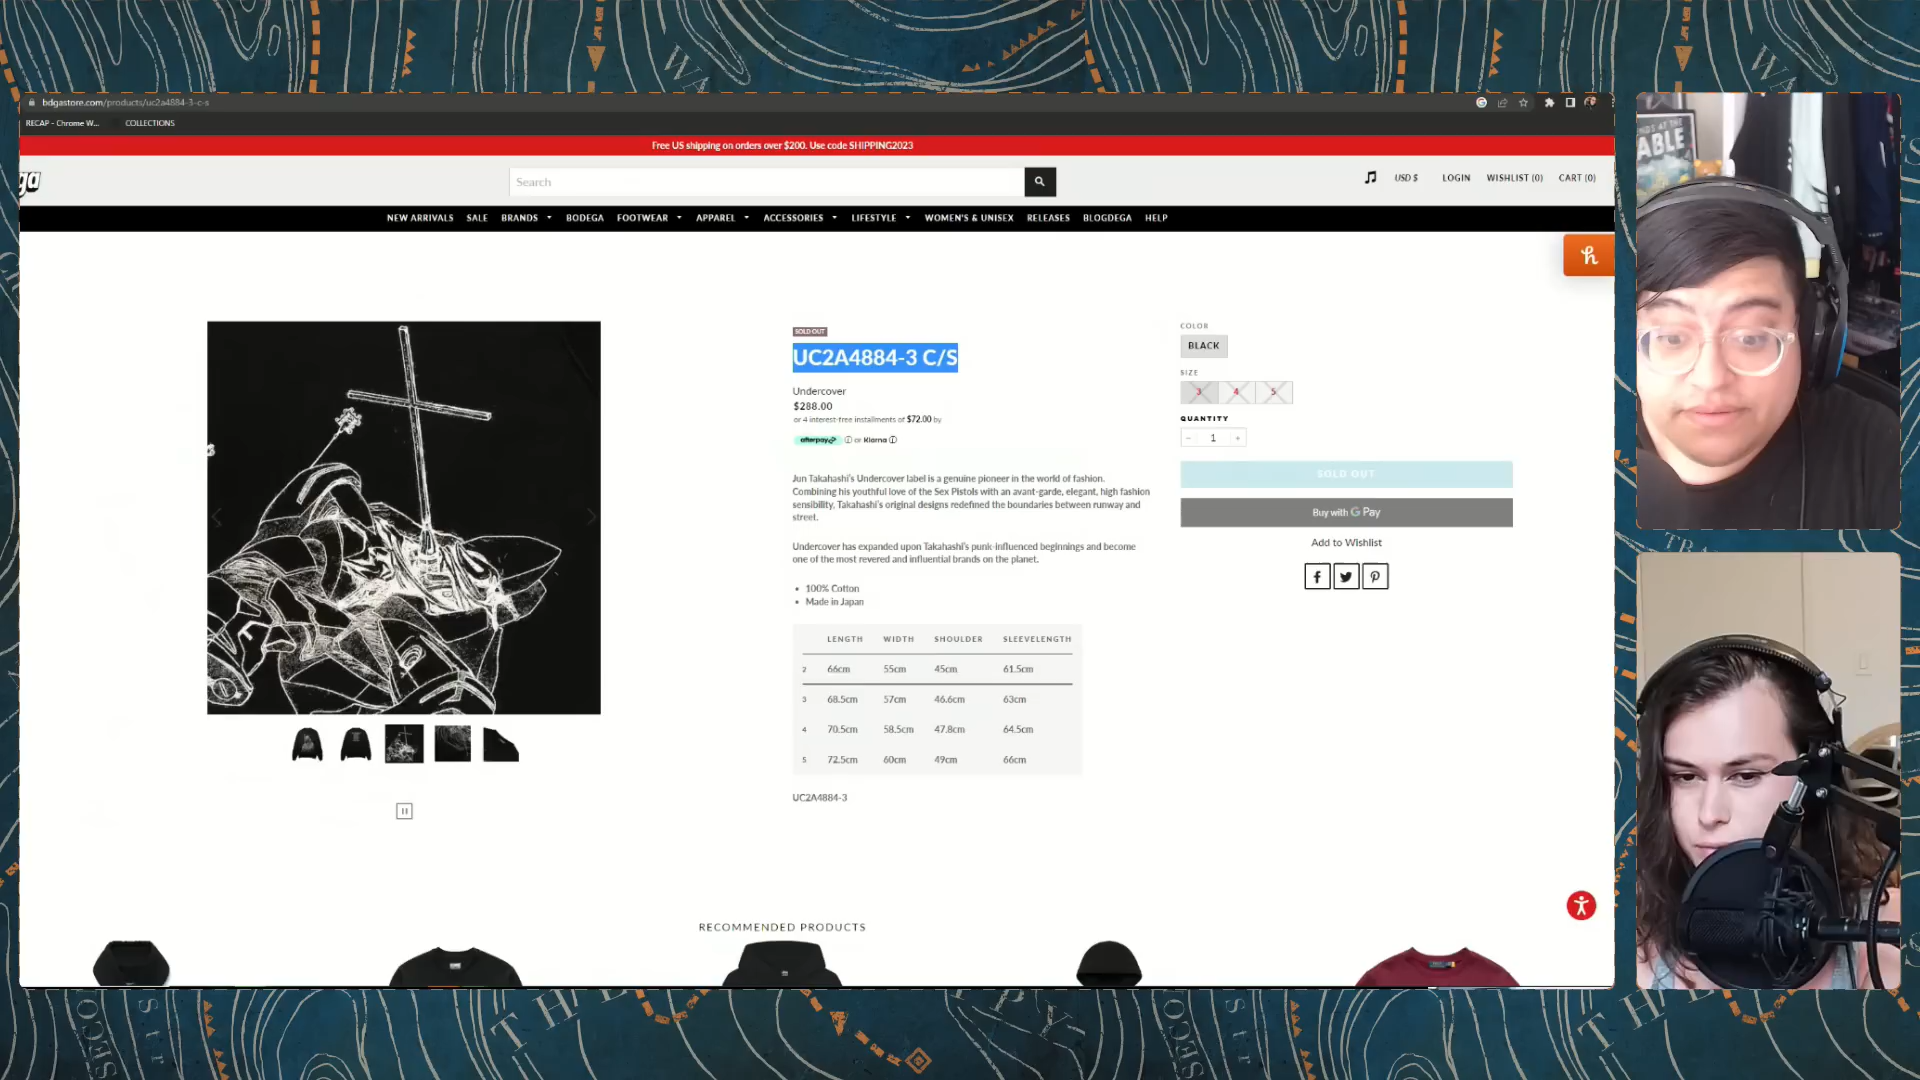 bdgastore.com/products/uc2a4884-3-c-s
RECAP - Chrome W... COLLECTIONS
Free US shipping on orders over $200. Use code SHIPPING2023
ga
Search
USD $ LOGIN WISHLIST (0) CART (0)
NEW ARRIVALS SALE BRANDS BODEGA FOOTWEAR APPAREL ACCESSORIES LIFESTYLE WOMEN'S & UNISEX RELEASES BLOGDEGA HELP
SOLD OUT
UC2A4884-3 C/S
Undercover
$288.00
or 4 interest-free installments of $72.00 by
afterpay ⓘ or Klarna ⓘ
Jun Takahashi's Undercover label is a genuine pioneer in the world of fashion.
Combining his youthful love of the Sex Pistols with an avant-garde, elegant, high fashion
sensibility, Takahashi's original designs redefined the boundaries between runway and
street.
Undercover has expanded upon Takahashi's punk-influenced beginnings and become
one of the most revered and influential brands on the planet.
• 100% Cotton
• Made in Japan
LENGTH WIDTH SHOULDER SLEEVELENGTH
2 66cm 55cm 45cm 61.5cm
3 68.5cm 57cm 46.6cm 63cm
4 70.5cm 58.5cm 47.8cm 64.5cm
5 72.5cm 60cm 49cm 66cm
UC2A4884-3
COLOR
BLACK
SIZE
3 4 5
QUANTITY
- 1 +
SOLD OUT
Buy with G Pay
Add to Wishlist
RECOMMENDED PRODUCTS
ABLE